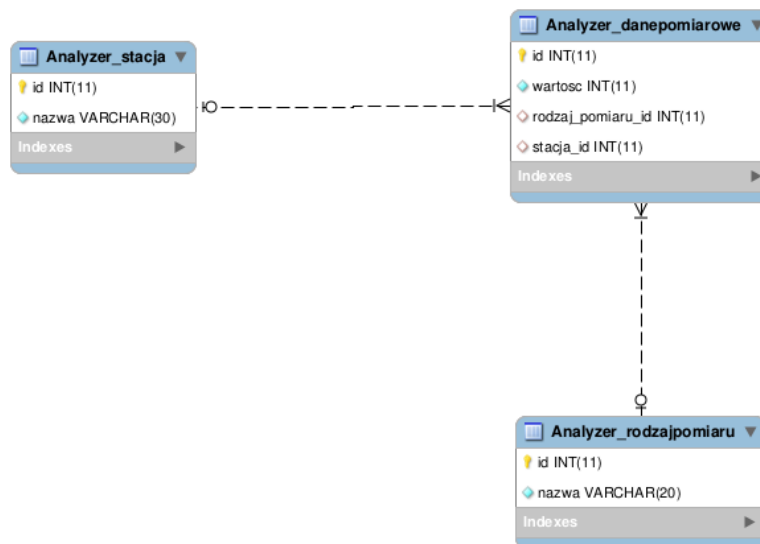 Analyzer_stacja
id INT(11)
nazwa VARCHAR(30)
Indexes
Analyzer_danepomiarowe
id INT(11)
wartosc INT(11)
rodzaj_pomiaru_id INT(11)
stacja_id INT(11)
Indexes
Analyzer_rodzajpomiaru
id INT(11)
nazwa VARCHAR(20)
Indexes